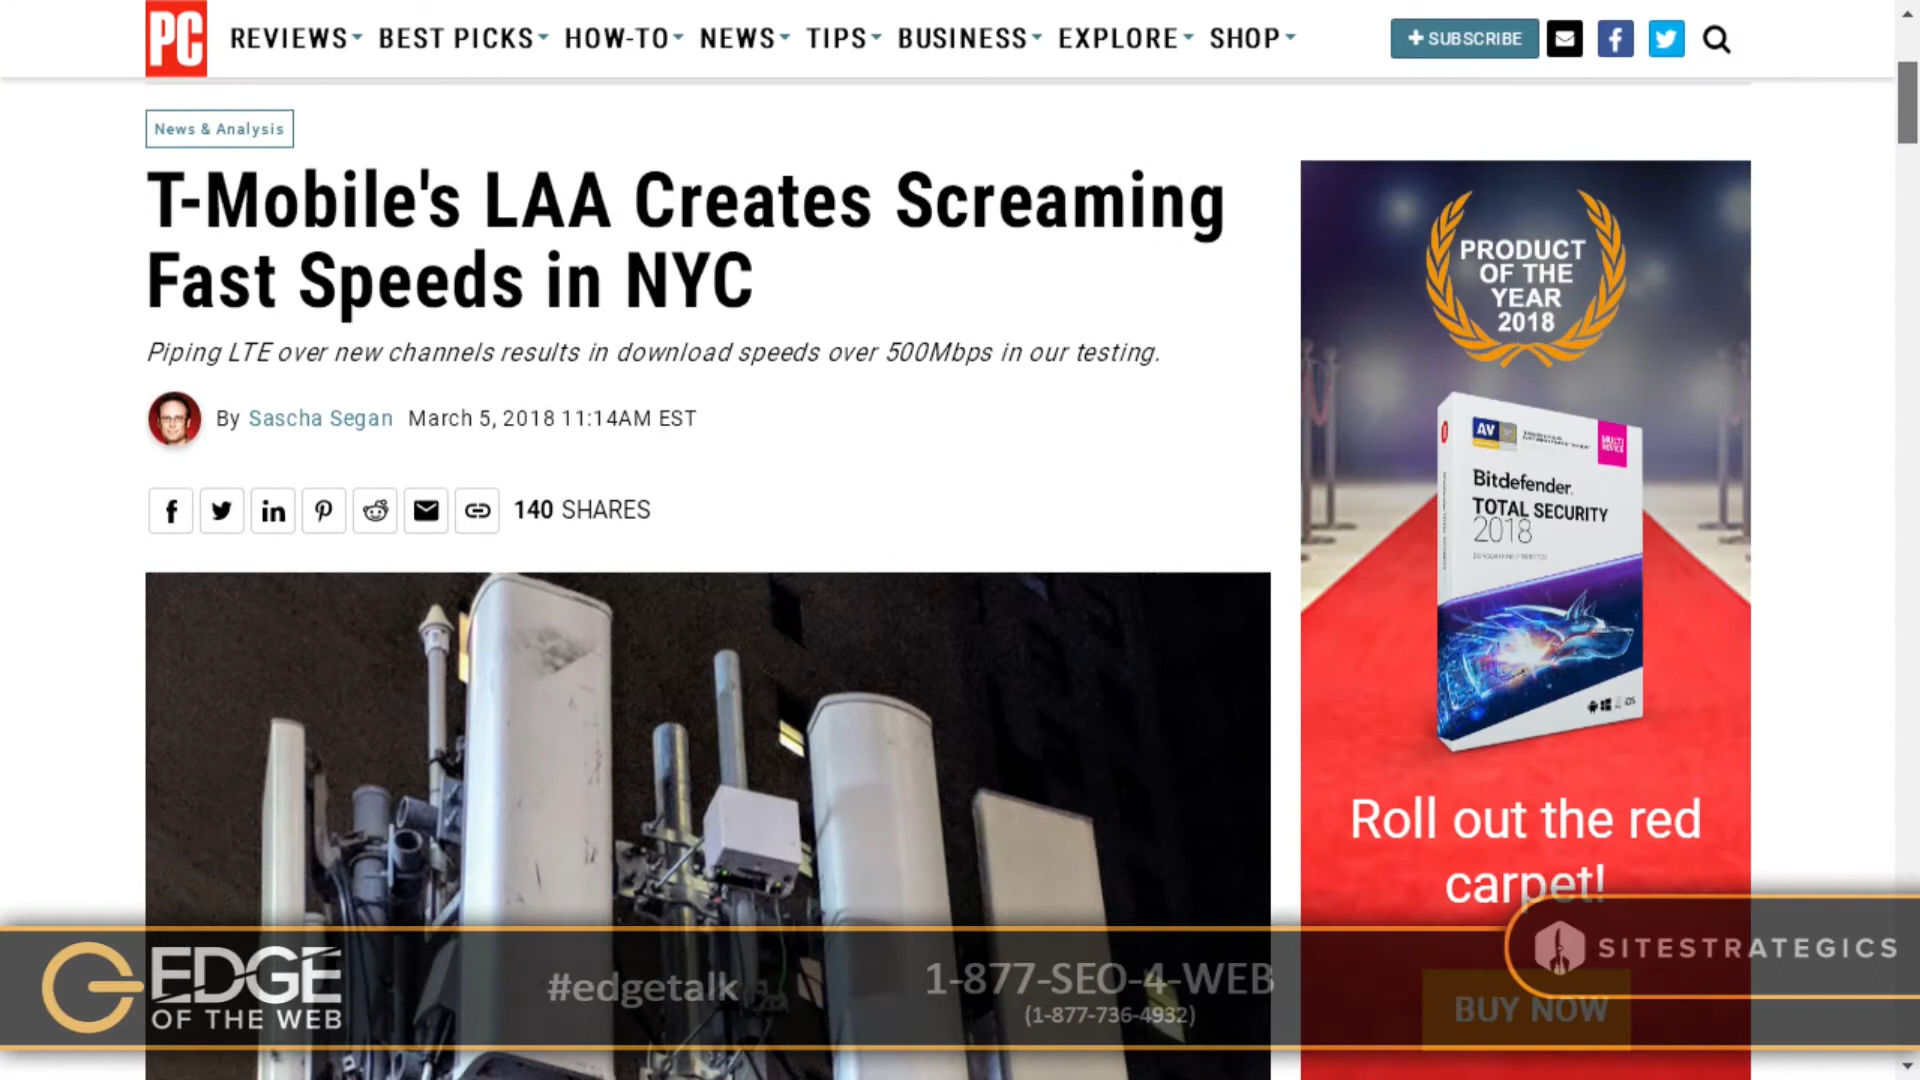 PC
REVIEWS BEST PICKS HOW-TO NEWS TIPS BUSINESS EXPLORE SHOP
+ SUBSCRIBE
News & Analysis
T-Mobile's LAA Creates Screaming
Fast Speeds in NYC
Piping LTE over new channels results in download speeds over 500Mbps in our testing.
By Sascha Segan March 5, 2018 11:14AM EST
140 SHARES
PRODUCT
OF THE
YEAR
2018
AV
MULTI
DEVICE
Bitdefender
TOTAL SECURITY
2018
iOS
Roll out the red
carpet!
BUY NOW
EDGE
OF THE WEB
#edgetalk
1-877-SEO-4-WEB
(1-877-736-4932)
SITESTRATEGICS